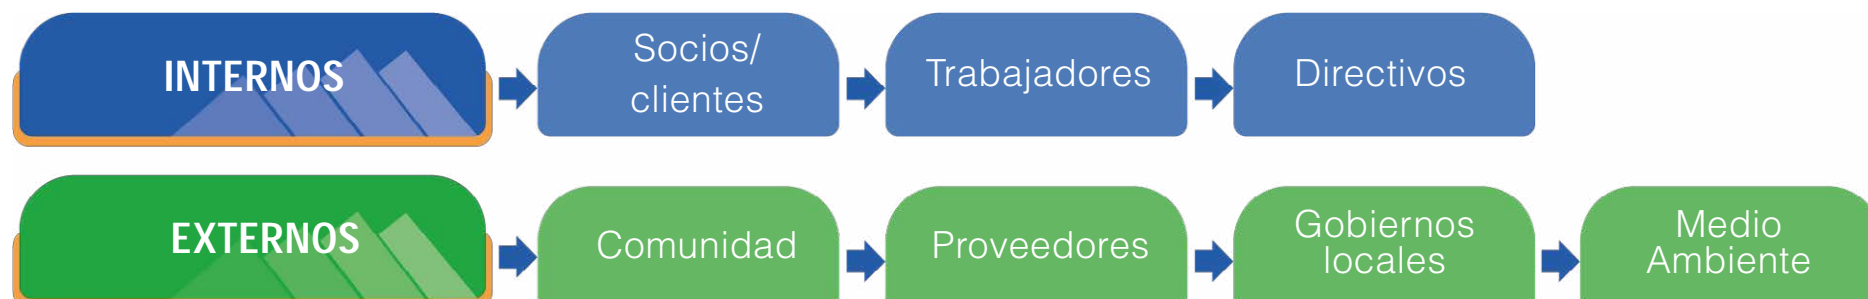 INTERNOS
Socios/
clientes
Trabajadores
Directivos
EXTERNOS
Comunidad
Proveedores
Gobiernos
locales
Medio
Ambiente